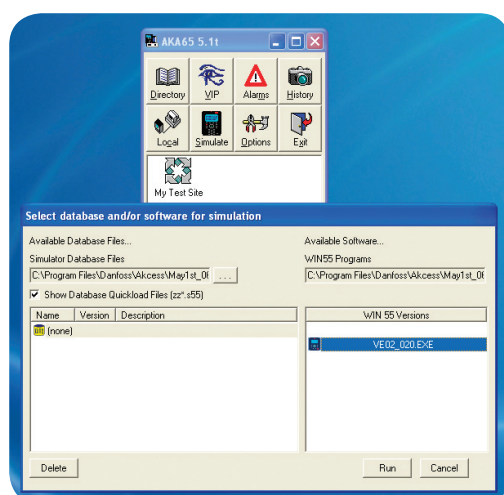 AKA65 5.1t
Directory VIP Alarms History
Local Simulate Options Exit
My Test Site
Select database and/or software for simulation
Available Database Files... Available Software...
Simulator Database Files WIN55 Programs
C:\Program Files\Danfoss\Akcess\May1st_0 ... C:\Program Files\Danfoss\Akcess\May1st_0
Show Database Quickload Files (zz*.s55)
Name Version Description WIN 55 Versions
(none) VE02_020.EXE
Delete Run Cancel